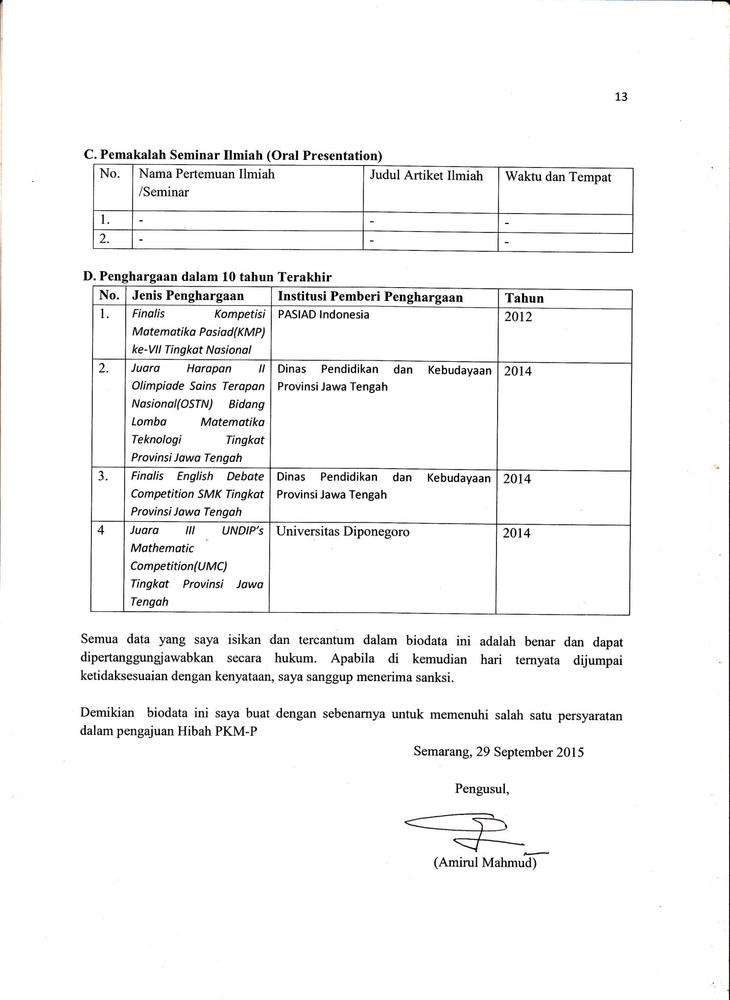 13
C. Pemakalah Seminar Ilmiah (Oral Presentation)
No. Nama Pertemuan Ilmiah Judul Artiket Ilmiah Waktu dan Tempat
/Seminar
1. - - -
2. - - -
D. Penghargaan dalam 10 tahun Terakhir
No. Jenis Penghargaan Institusi Pemberi Penghargaan Tahun
1. Finalis Kompetisi PASIAD Indonesia 2012
Matematika Pasiad(KMP)
ke-VII Tingkat Nasional
2. Juara Harapan II Dinas Pendidikan dan Kebudayaan 2014
Olimpiade Sains Terapan Provinsi Jawa Tengah
Nasional(OSTN) Bidang
Lomba Matematika
Teknologi Tingkat
Provinsi Jawa Tengah
3. Finalis English Debate Dinas Pendidikan dan Kebudayaan 2014
Competition SMK Tingkat Provinsi Jawa Tengah
Provinsi Jawa Tengah
4 Juara III UNDIP's Universitas Diponegoro 2014
Mathematic
Competition(UMC)
Tingkat Provinsi Jawa
Tengah
Semua data yang saya isikan dan tercantum dalam biodata ini adalah benar dan dapat
dipertanggungjawabkan secara hukum. Apabila di kemudian hari ternyata dijumpai
ketidaksesuaian dengan kenyataan, saya sanggup menerima sanksi.
Demikian biodata ini saya buat dengan sebenarnya untuk memenuhi salah satu persyaratan
dalam pengajuan Hibah PKM-P
Semarang, 29 September 2015
Pengusul,
(Amirul Mahmud)